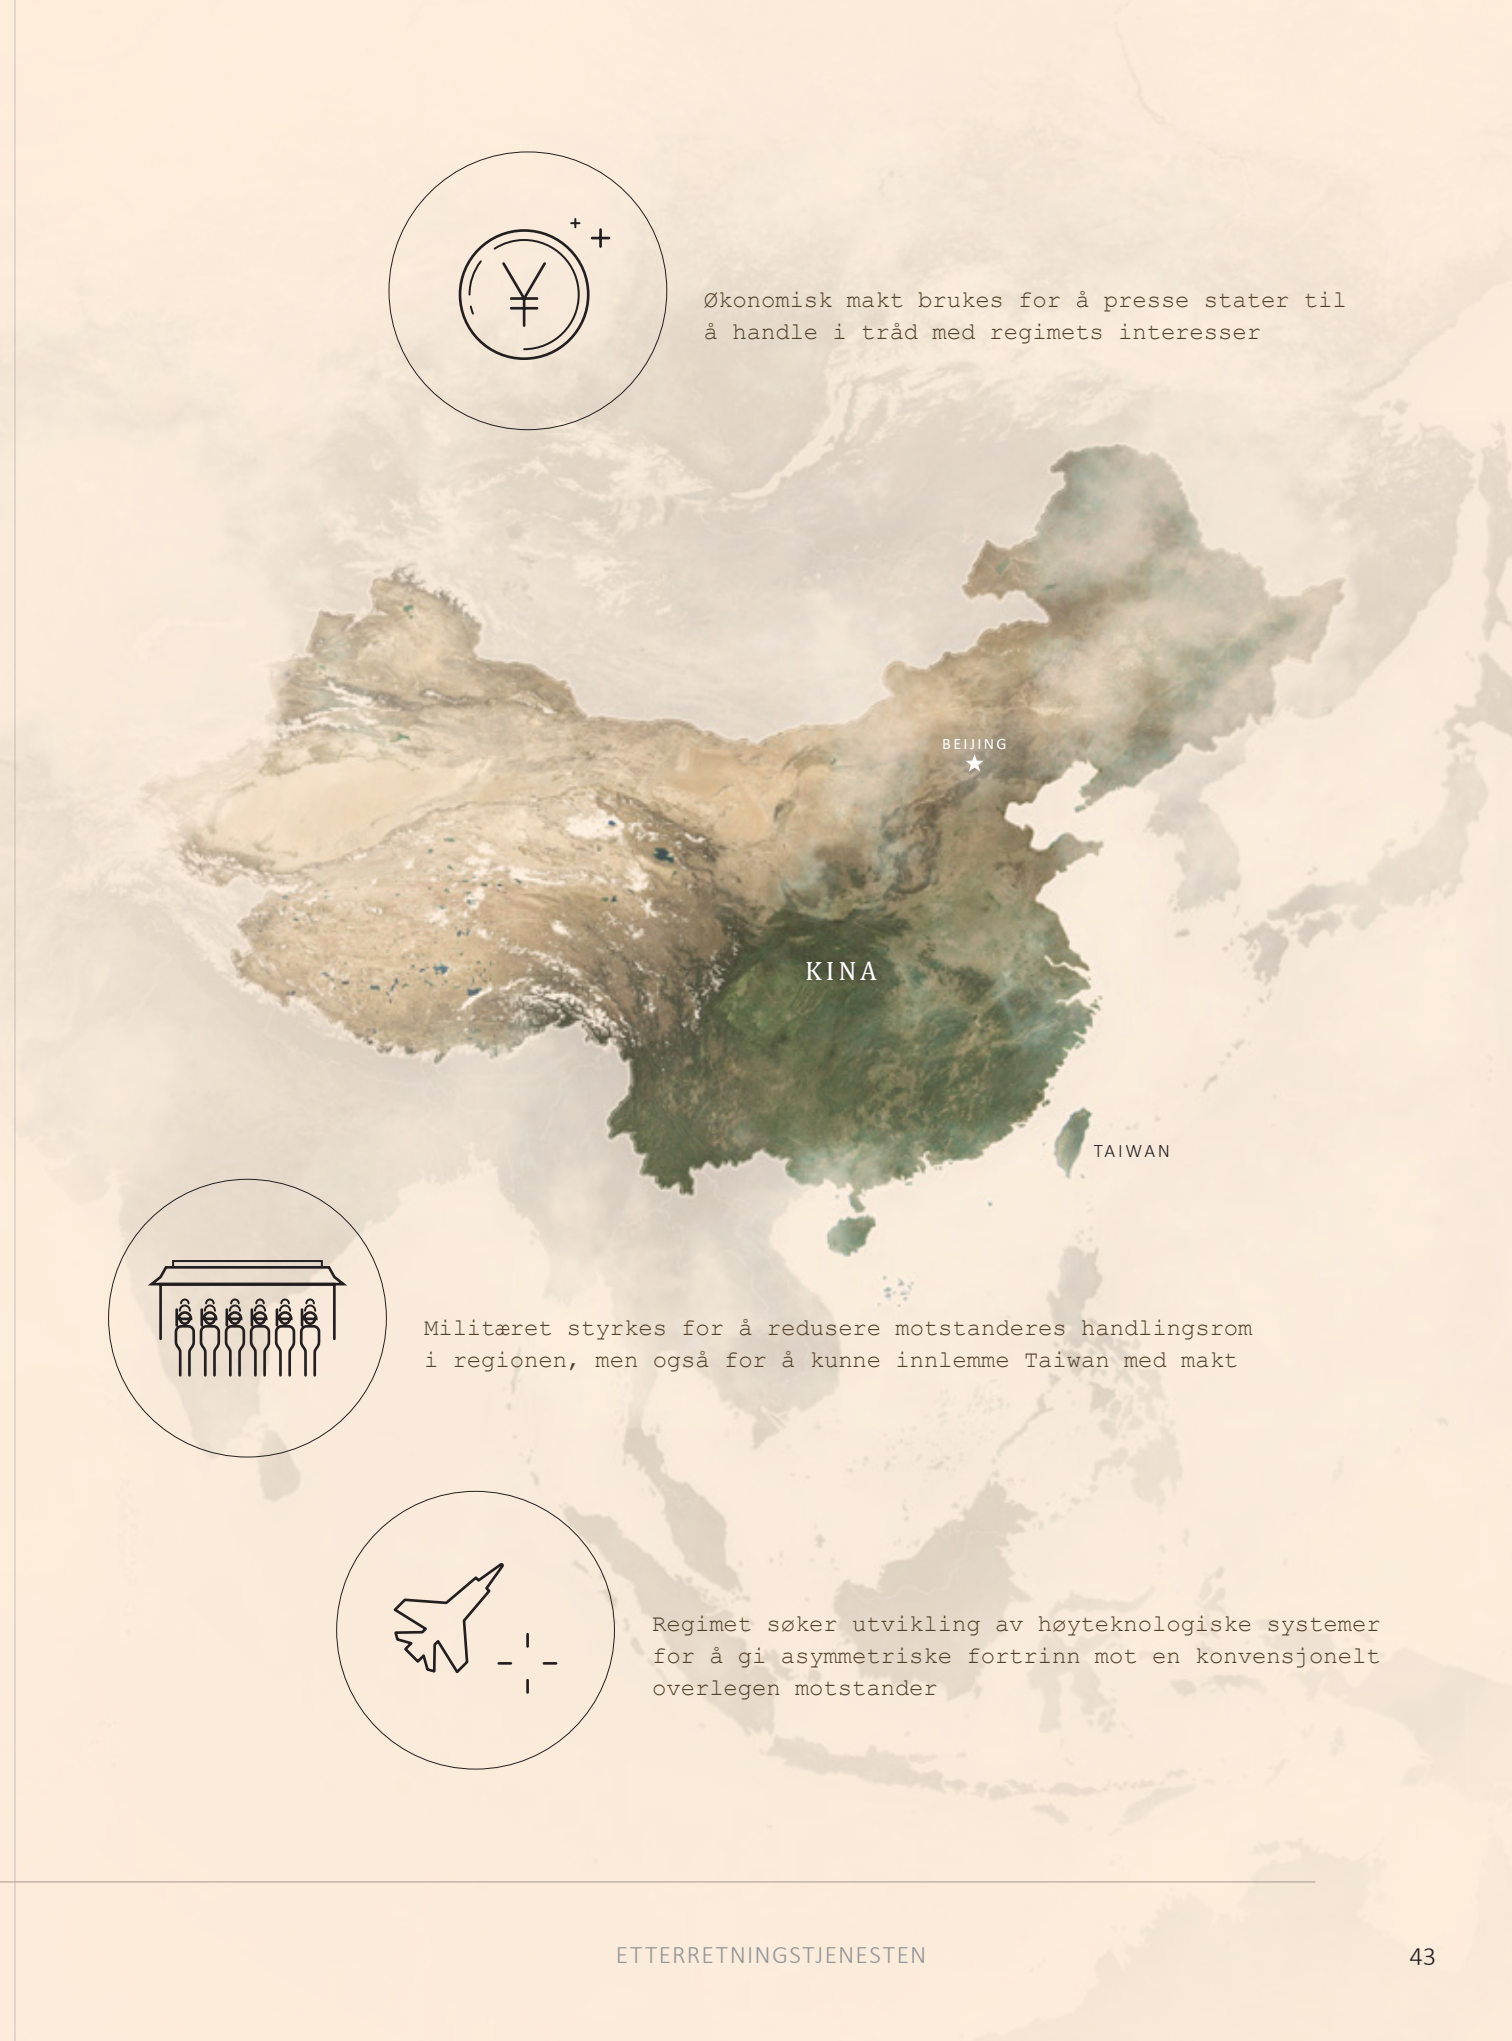 ¥
Økonomisk makt brukes for å presse stater til
å handle i tråd med regimets interesser
BEIJING
KINA
TAIWAN
Militæret styrkes for å redusere motstanderes handlingsrom
i regionen, men også for å kunne innlemme Taiwan med makt
Regimet søker utvikling av høyteknologiske systemer
for å gi asymmetriske fortrinn mot en konvensjonelt
overlegen motstander
ETTERRETNINGSTJENESTEN
43